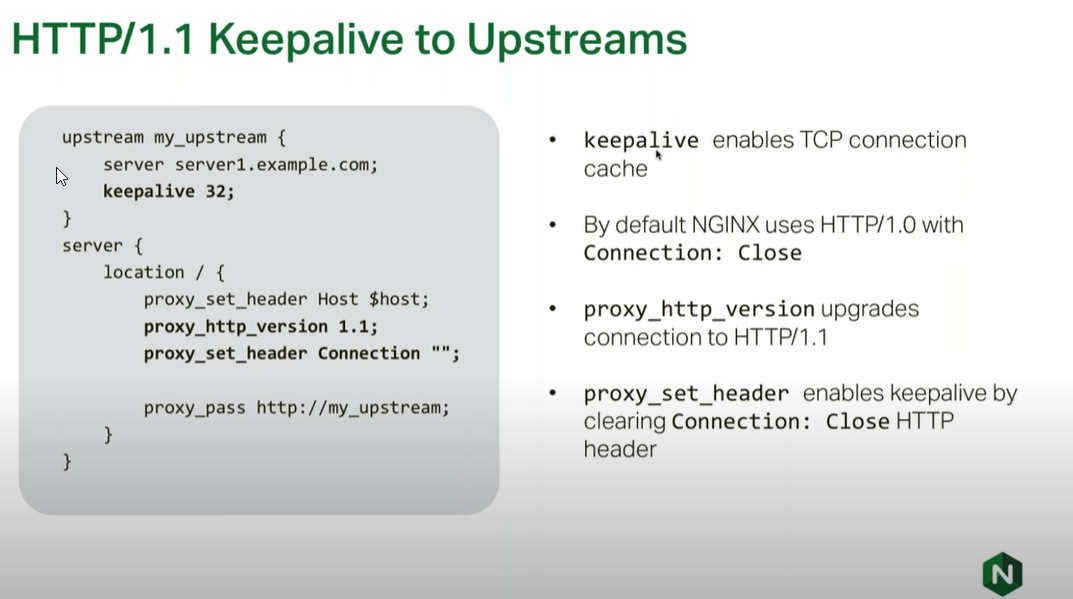 HTTP/1.1 Keepalive to Upstreams
upstream my_upstream {
    server server1.example.com;
    keepalive 32;
}
server {
    location / {
        proxy_set_header Host $host;
        proxy_http_version 1.1;
        proxy_set_header Connection "";

        proxy_pass http://my_upstream;
    }
}
• keepalive enables TCP connection
cache
• By default NGINX uses HTTP/1.0 with
Connection: Close
• proxy_http_version upgrades
connection to HTTP/1.1
• proxy_set_header enables keepalive by
clearing Connection: Close HTTP
header
N